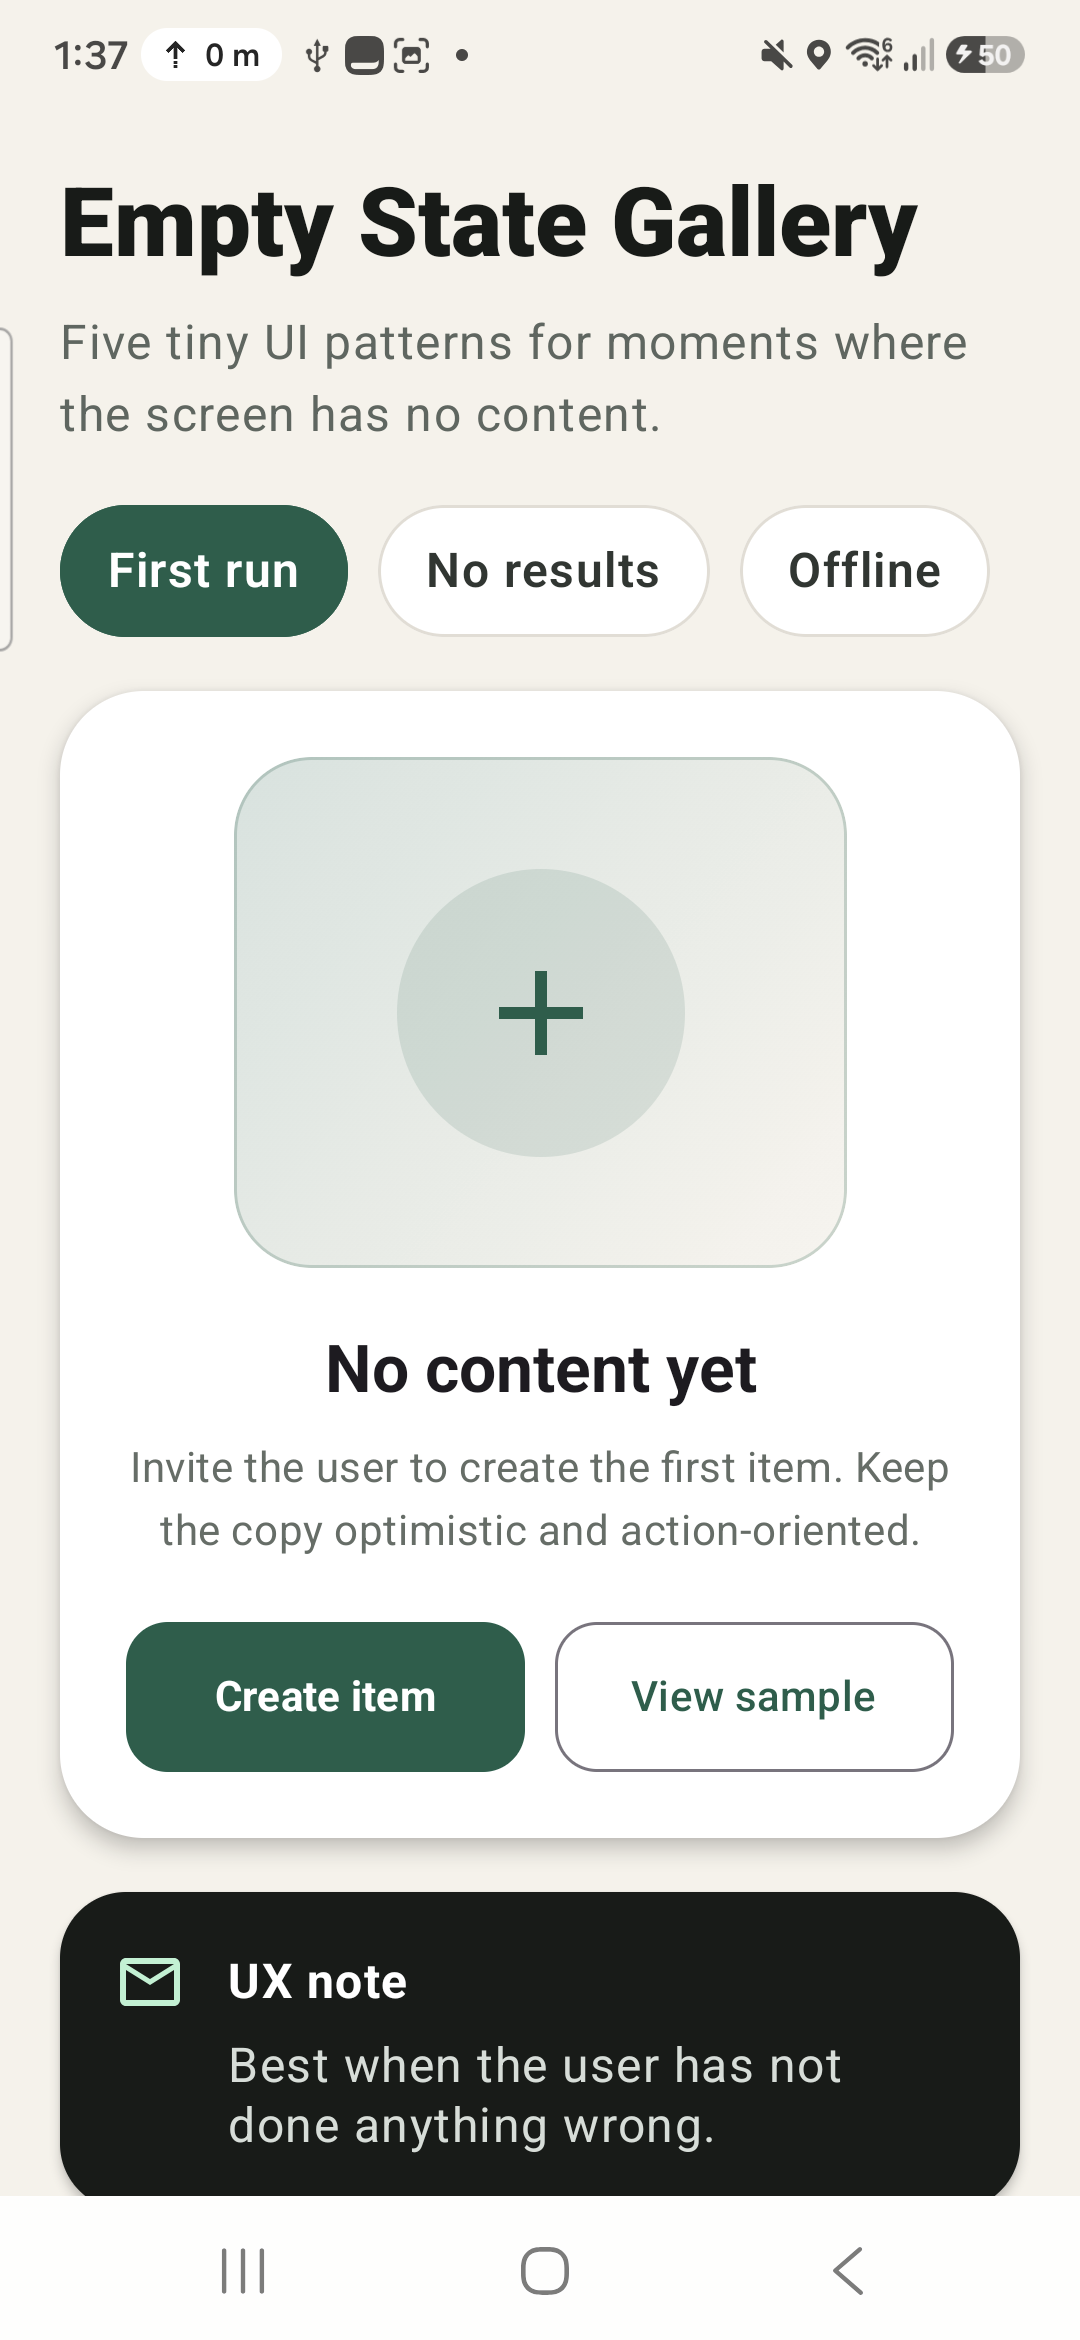 1:37
0 m
6
50
Empty State Gallery
Five tiny UI patterns for moments where
the screen has no content.
First run
No results
Offline
No content yet
Invite the user to create the first item. Keep
the copy optimistic and action-oriented.
Create item
View sample
UX note
Best when the user has not
done anything wrong.